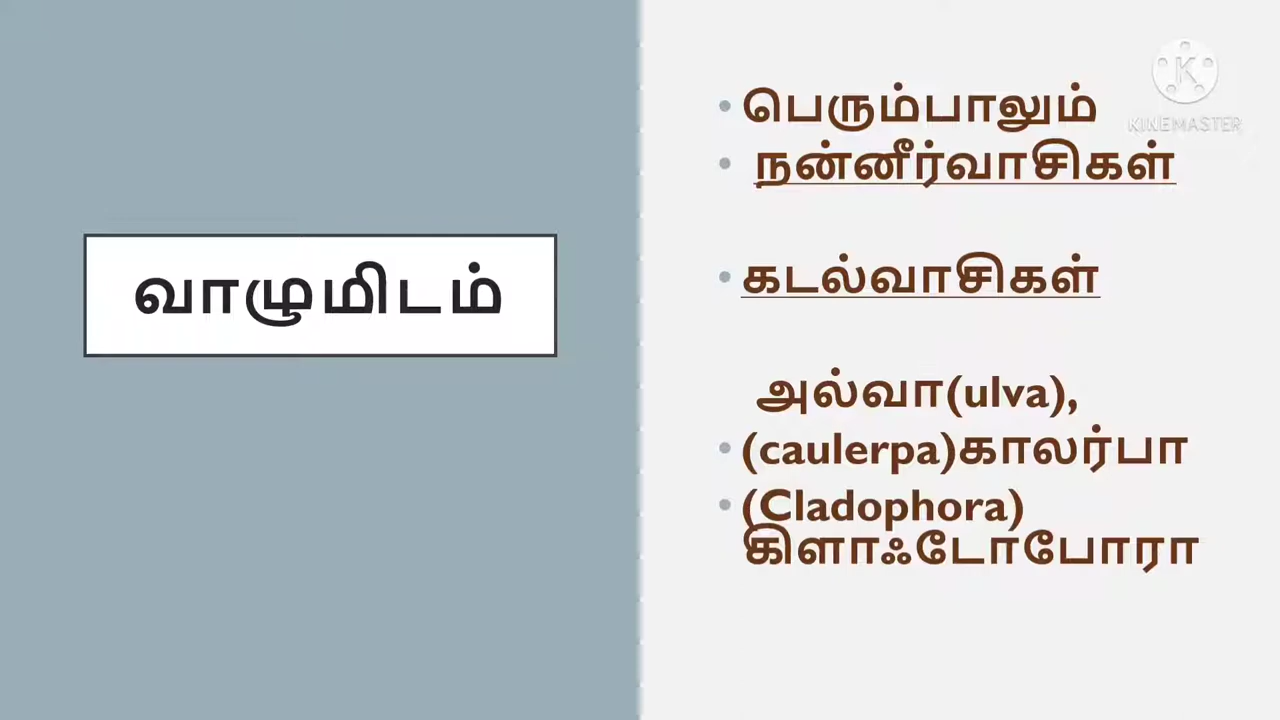 வாழுமிடம்
• பெரும்பாலும்
• நன்னீர்வாசிகள்
• கடல்வாசிகள்
அல்வா(ulva),
• (caulerpa)காலர்பா
• (Cladophora)
கிளாஃடோபோரா
KINEMASTER